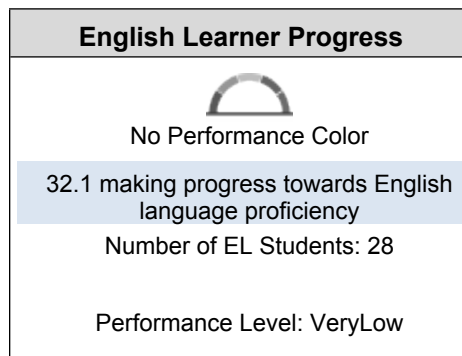 English Learner Progress
No Performance Color
32.1 making progress towards English
language proficiency
Number of EL Students: 28
Performance Level: VeryLow